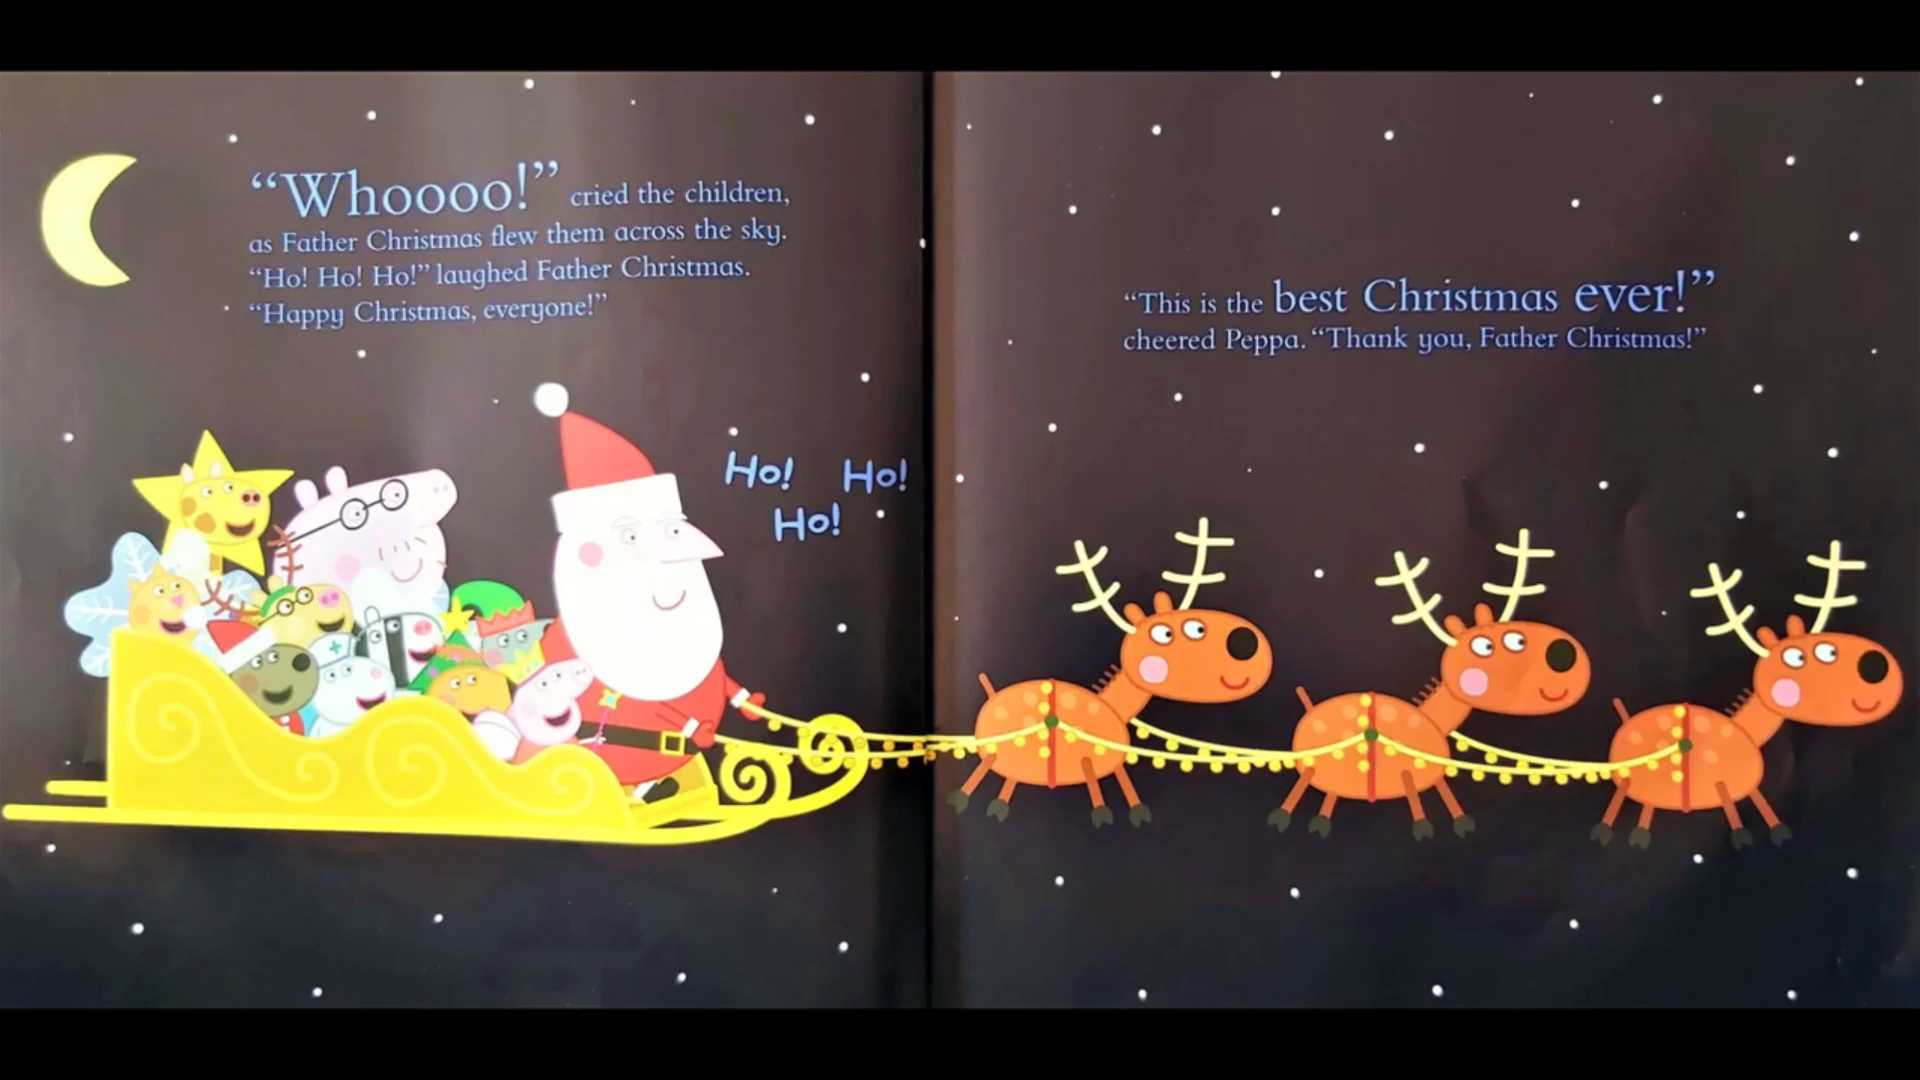 “Whoooo!” cried the children,
as Father Christmas flew them across the sky.
“Ho! Ho! Ho!” laughed Father Christmas.
“Happy Christmas, everyone!”
Ho! Ho!
Ho!
“This is the best Christmas ever!”
cheered Peppa. “Thank you, Father Christmas!”